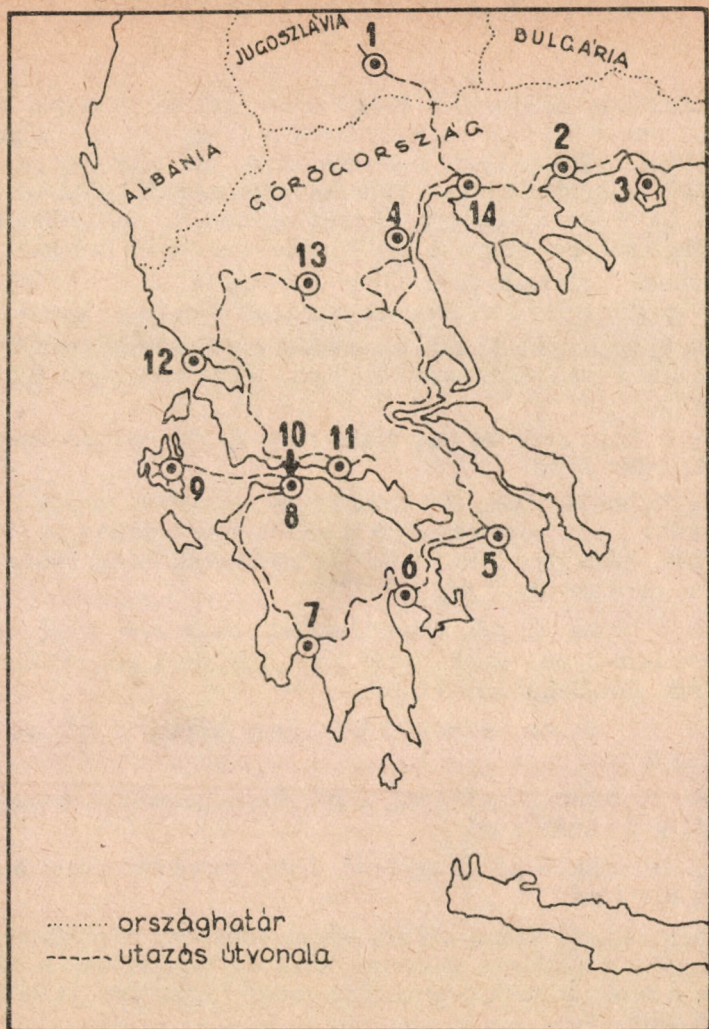 JUGOSZLÁVIA
1
BULGÁRIA
ALBÁNIA
GÖRÖGORSZÁG
2
3
4
14
13
12
10
11
9
8
5
6
7
országhatár
utazás útvonala